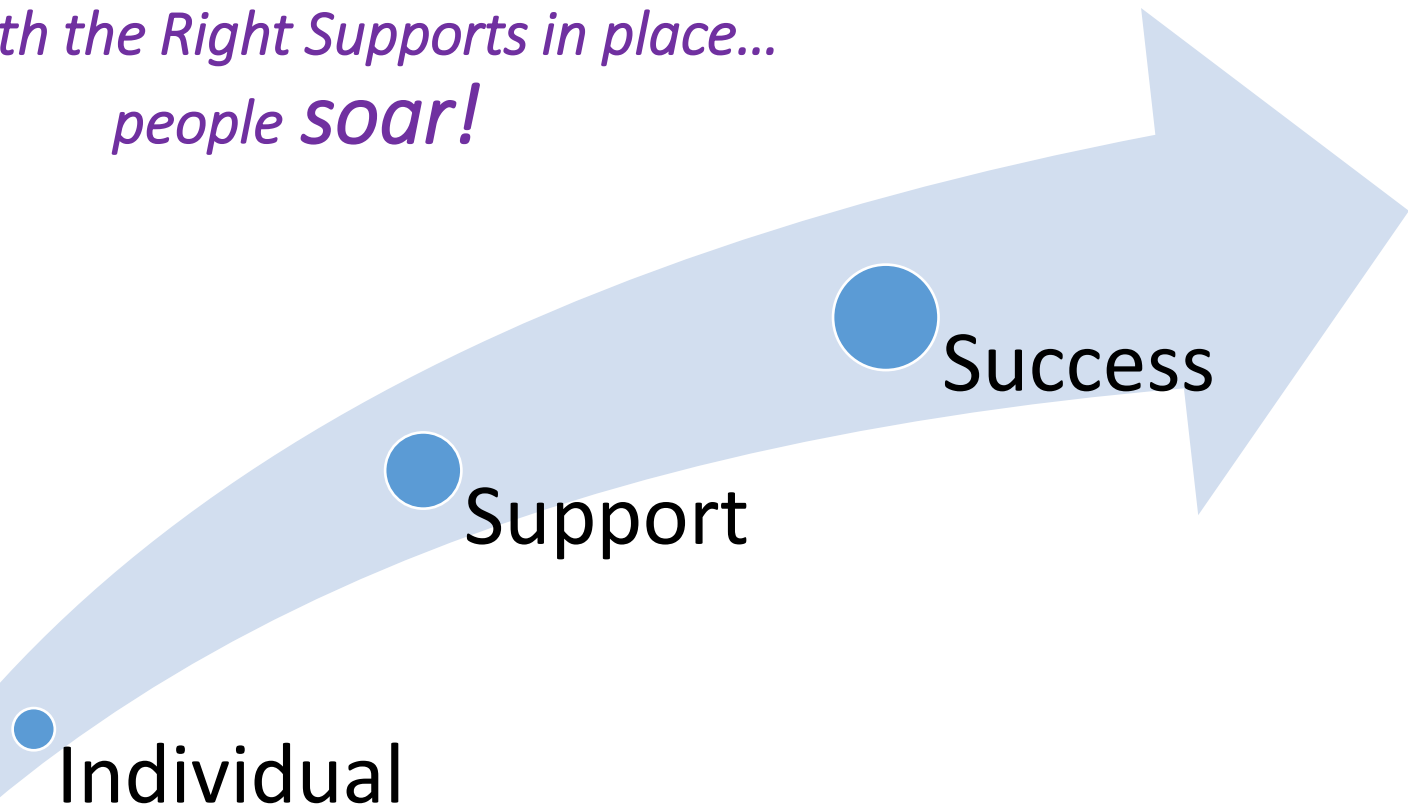 th the Right Supports in place...
people soar!
Success
Support
Individual